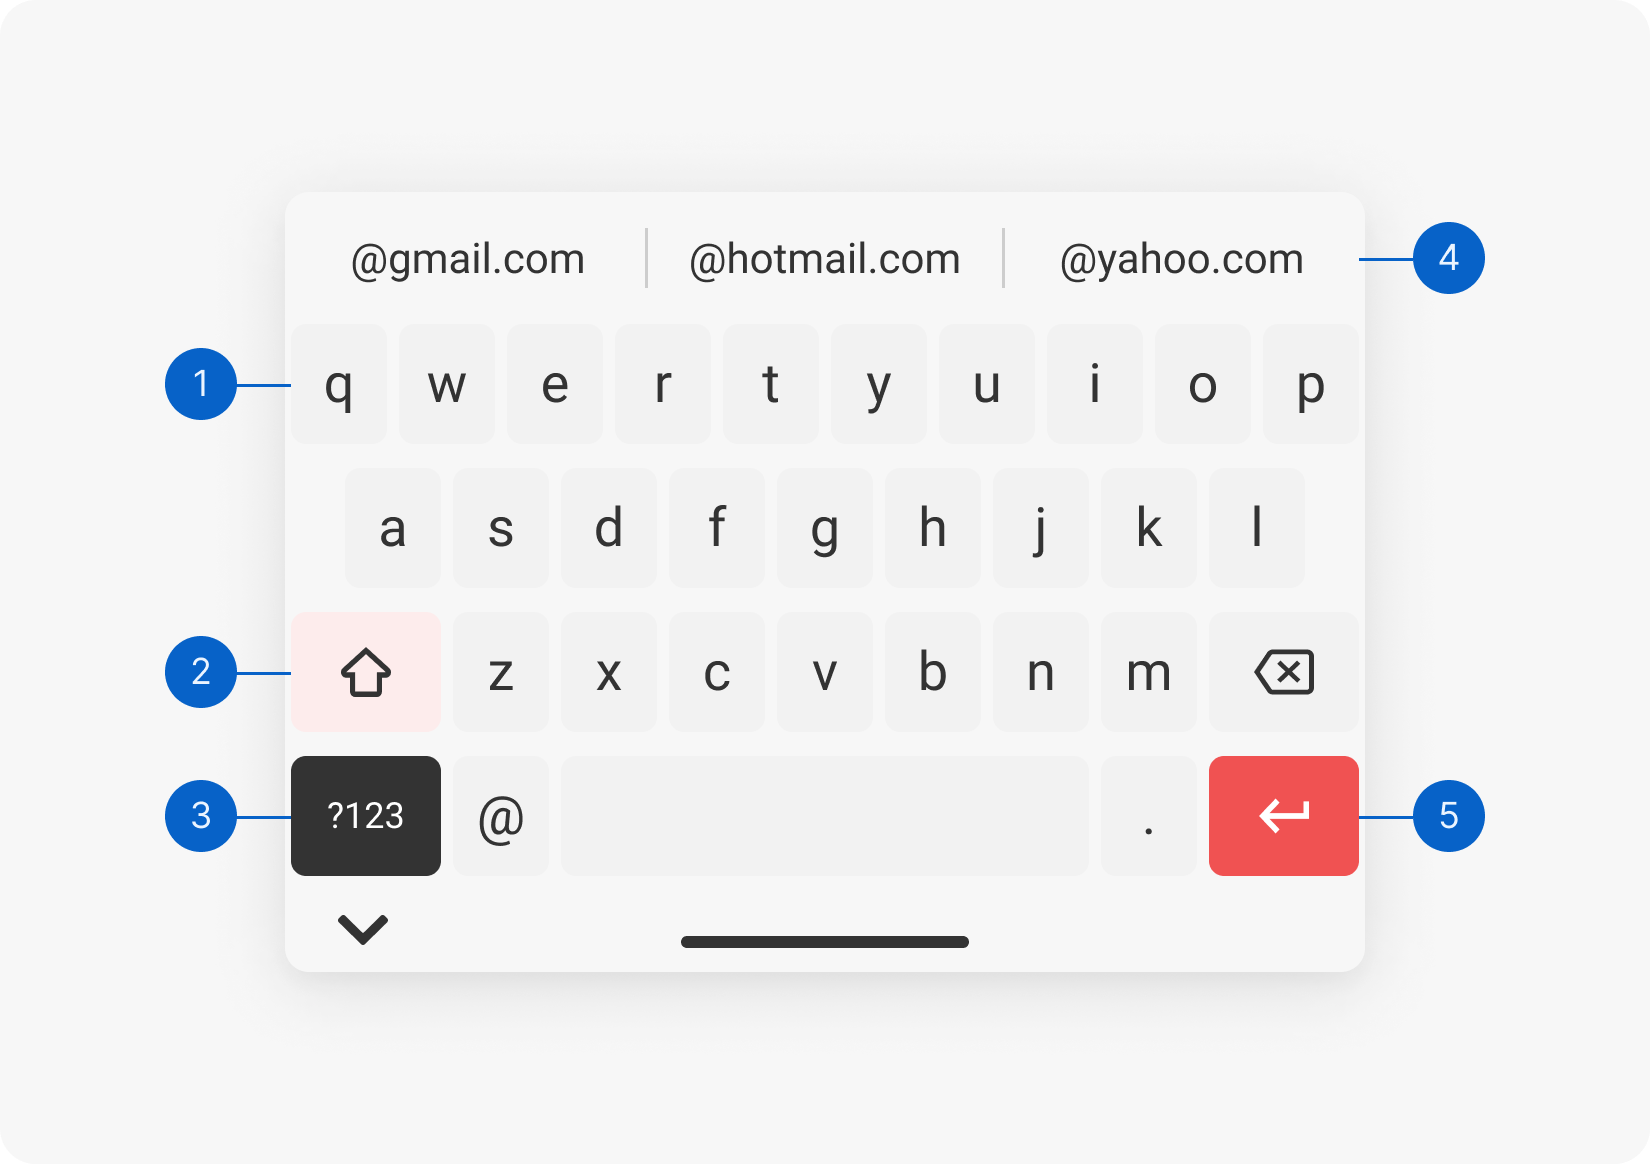 @gmail.com @hotmail.com @yahoo.com 4
1 q w e r t y u i o p
a s d f g h j k l
2 z x c v b n m
3 ?123 @ . 5